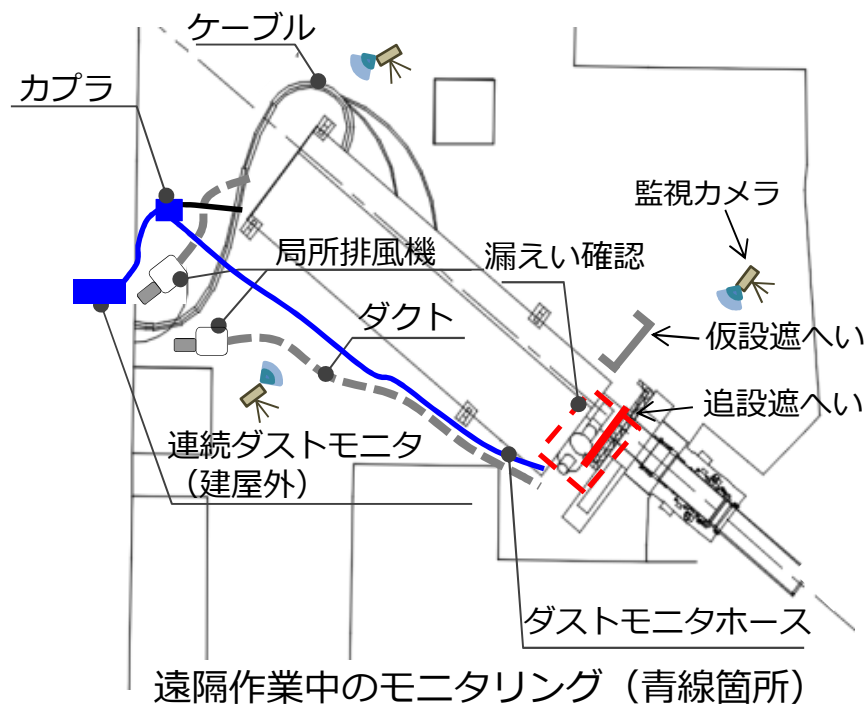 ケーブル
カプラ
監視カメラ
局所排風機
漏えい確認
ダクト
仮設遮へい
追設遮へい
連続ダストモニタ
（建屋外）
ダストモニタホース
遠隔作業中のモニタリング（青線箇所）